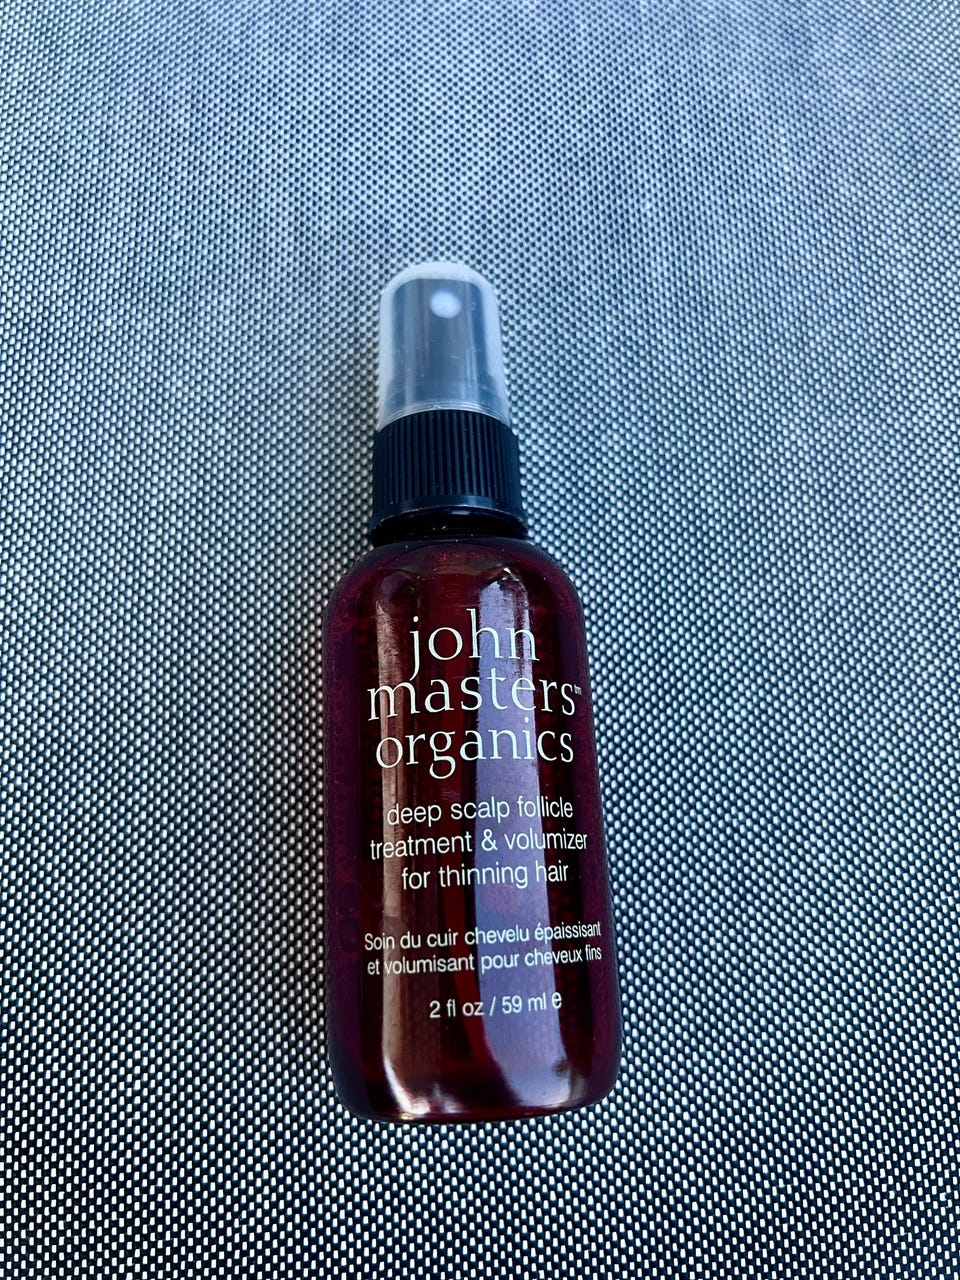 john
masters™
organics
deep scalp follicle
treatment & volumizer
for thinning hair
Soin du cuir chevelu épaississant
et volumisant pour cheveux fins
2 fl oz / 59 ml ℮